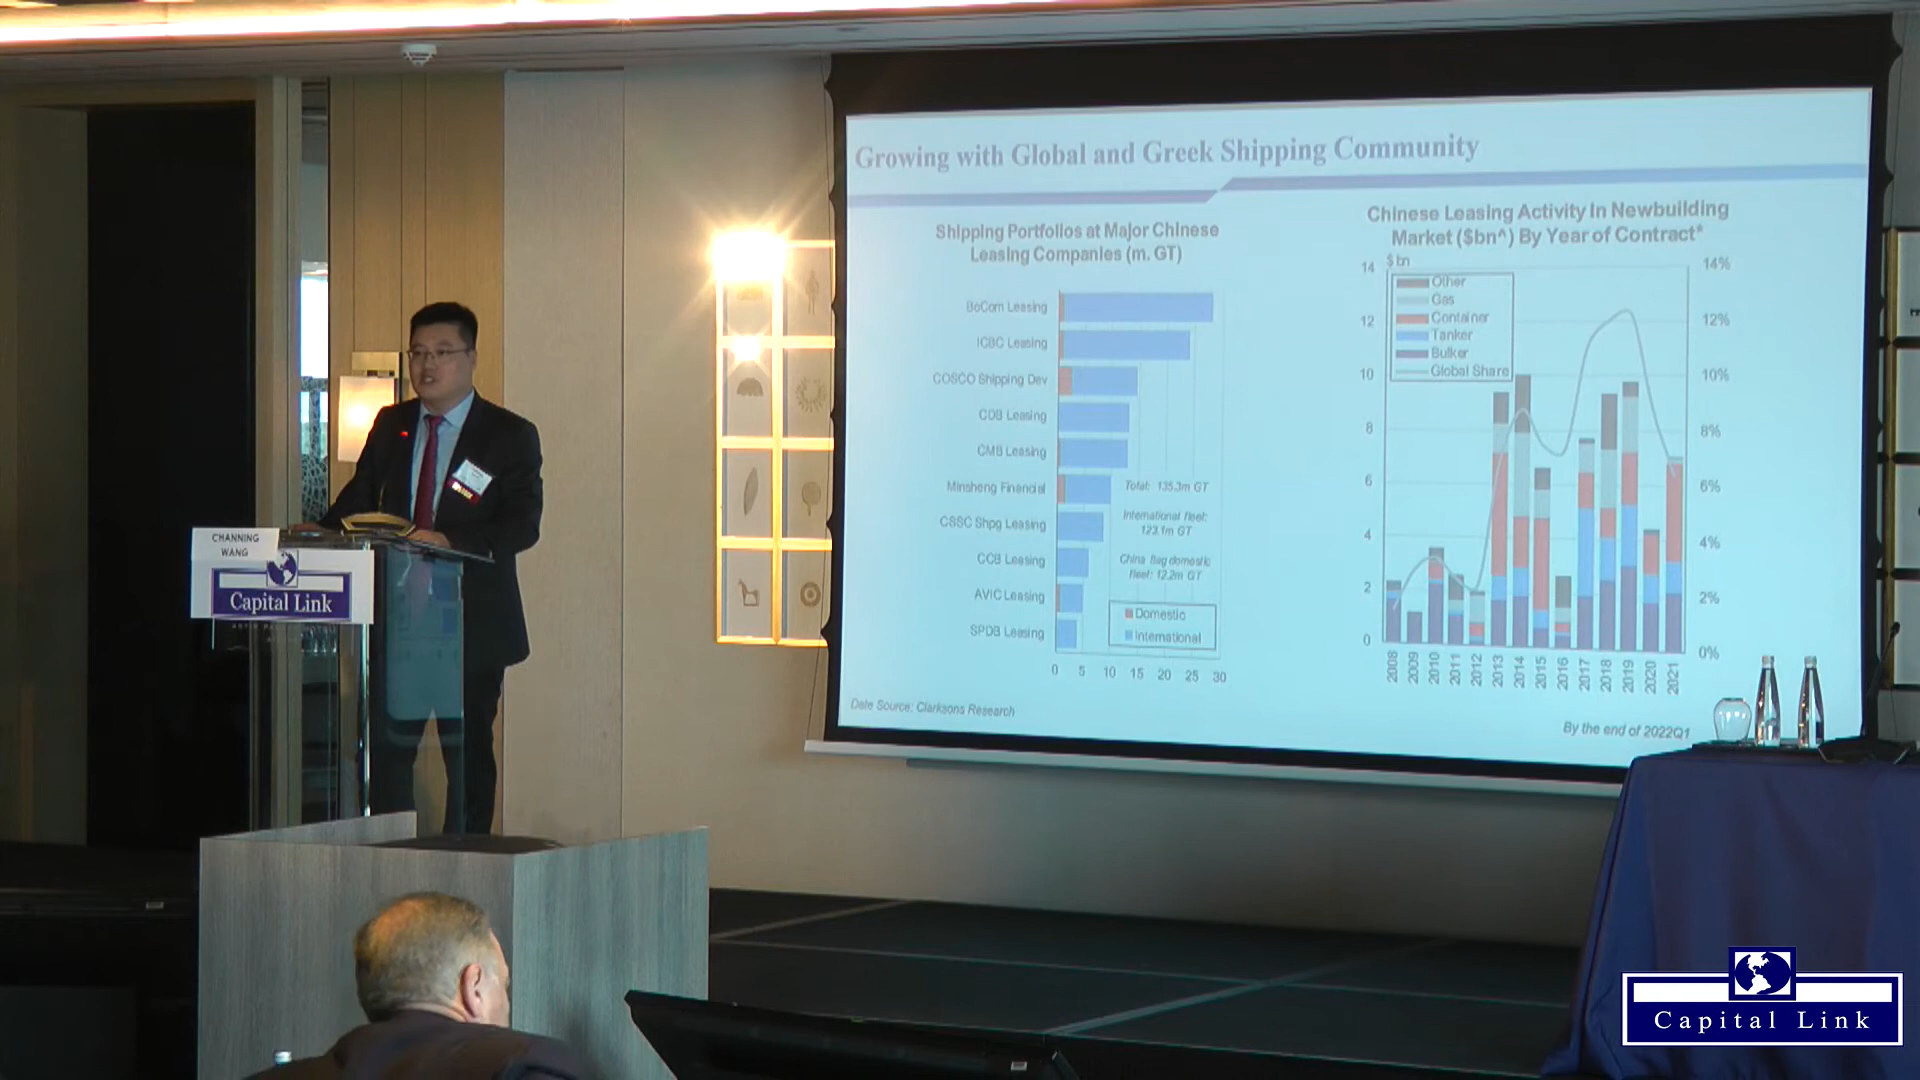 Growing with Global and Greek Shipping Community
Shipping Portfolios at Major Chinese
Leasing Companies (m. GT)
BoCom Leasing
ICBC Leasing
COSCO Shipping Dev
CDB Leasing
CMB Leasing
Minsheng Financial
CSSC Shpg Leasing
CCB Leasing
AVIC Leasing
SPDB Leasing
Total: 135.3m GT
International fleet:
123.1m GT
China flag domestic
fleet: 12.2m GT
Domestic
International
0 5 10 15 20 25 30
Date Source: Clarksons Research
Chinese Leasing Activity In Newbuilding
Market ($bn^) By Year of Contract*
$bn
14
12
10
8
6
4
2
0
Other
Gas
Container
Tanker
Bulker
Global Share
14%
12%
10%
8%
6%
4%
2%
0%
2008 2009 2010 2011 2012 2013 2014 2015 2016 2017 2018 2019 2020 2021
By the end of 2022Q1
CHANNING
WANG
Capital Link
Capital Link